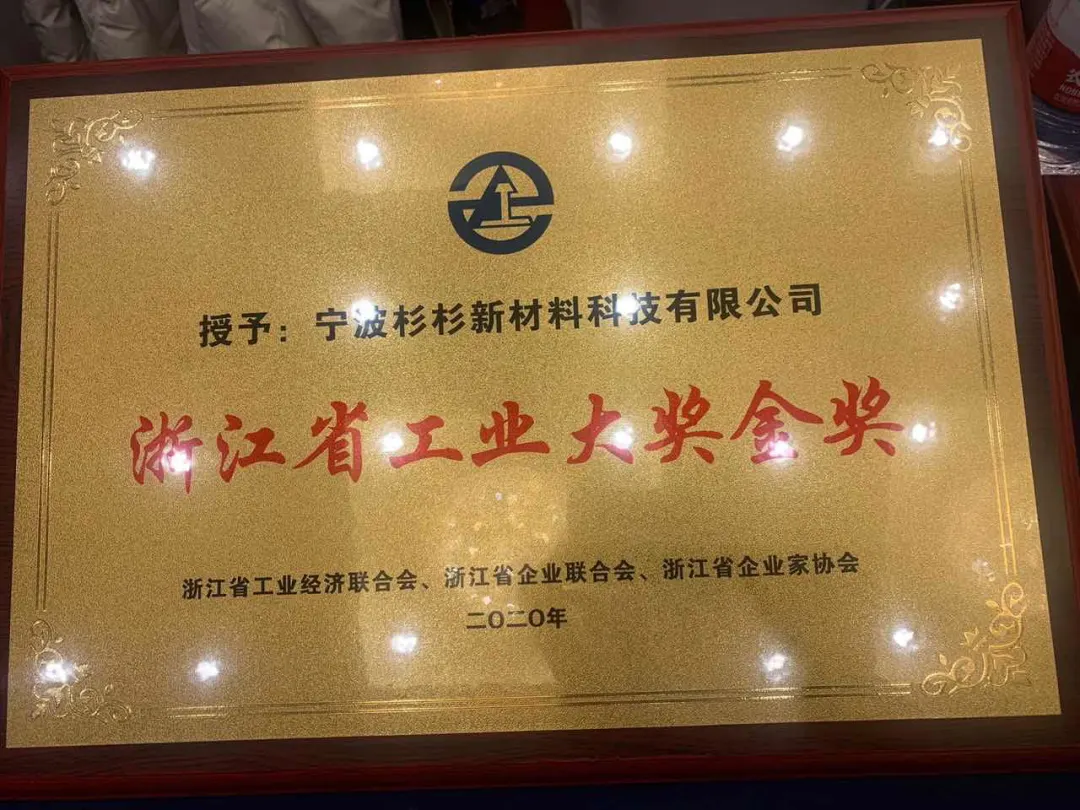 授予：宁波杉杉新材料科技有限公司
浙江省工业大奖金奖
浙江省工业经济联合会、浙江省企业联合会、浙江省企业家协会
二〇二〇年